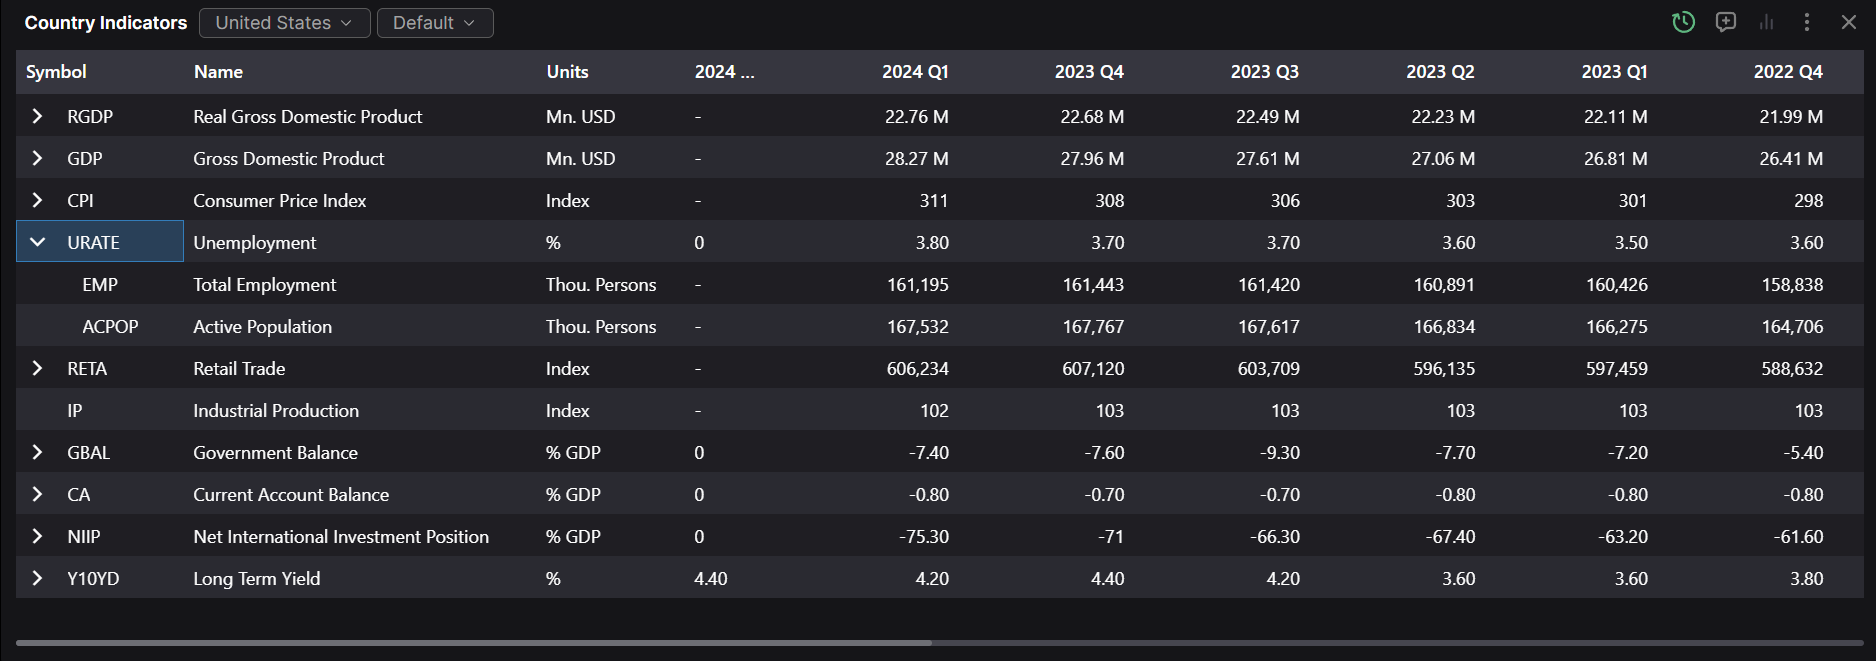 Country Indicators United States Default
Symbol Name Units 2024 ... 2024 Q1 2023 Q4 2023 Q3 2023 Q2 2023 Q1 2022 Q4
RGDP Real Gross Domestic Product Mn. USD - 22.76 M 22.68 M 22.49 M 22.23 M 22.11 M 21.99 M
GDP Gross Domestic Product Mn. USD - 28.27 M 27.96 M 27.61 M 27.06 M 26.81 M 26.41 M
CPI Consumer Price Index Index - 311 308 306 303 301 298
URATE Unemployment % 0 3.80 3.70 3.70 3.60 3.50 3.60
EMP Total Employment Thou. Persons - 161,195 161,443 161,420 160,891 160,426 158,838
ACPOP Active Population Thou. Persons - 167,532 167,767 167,617 166,834 166,275 164,706
RETA Retail Trade Index - 606,234 607,120 603,709 596,135 597,459 588,632
IP Industrial Production Index - 102 103 103 103 103 103
GBAL Government Balance % GDP 0 -7.40 -7.60 -9.30 -7.70 -7.20 -5.40
CA Current Account Balance % GDP 0 -0.80 -0.70 -0.70 -0.80 -0.80 -0.80
NIIP Net International Investment Position % GDP 0 -75.30 -71 -66.30 -67.40 -63.20 -61.60
Y10YD Long Term Yield % 4.40 4.20 4.40 4.20 3.60 3.60 3.80